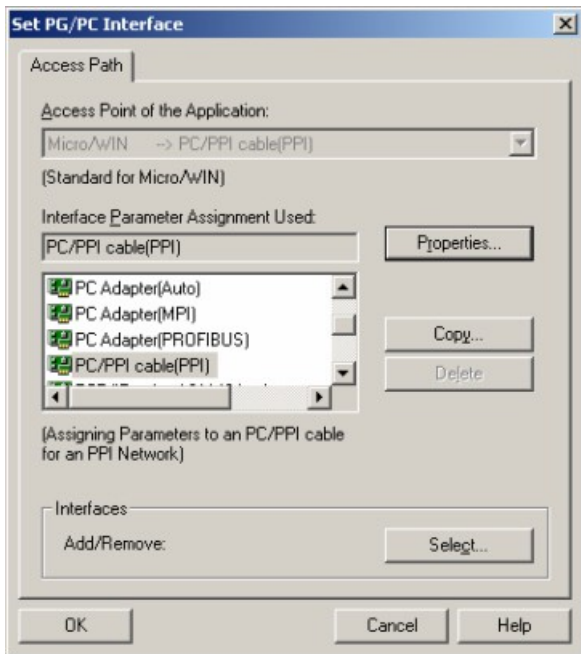 Set PG/PC Interface
Access Path
Access Point of the Application:
Micro/WIN --> PC/PPI cable(PPI)
(Standard for Micro/WIN)
Interface Parameter Assignment Used:
PC/PPI cable(PPI)
Properties...
PC Adapter(Auto)
PC Adapter(MPI)
PC Adapter(PROFIBUS)
PC/PPI cable(PPI)
Copy...
Delete
(Assigning Parameters to an PC/PPI cable
for an PPI Network)
Interfaces
Add/Remove:
Select...
OK
Cancel
Help